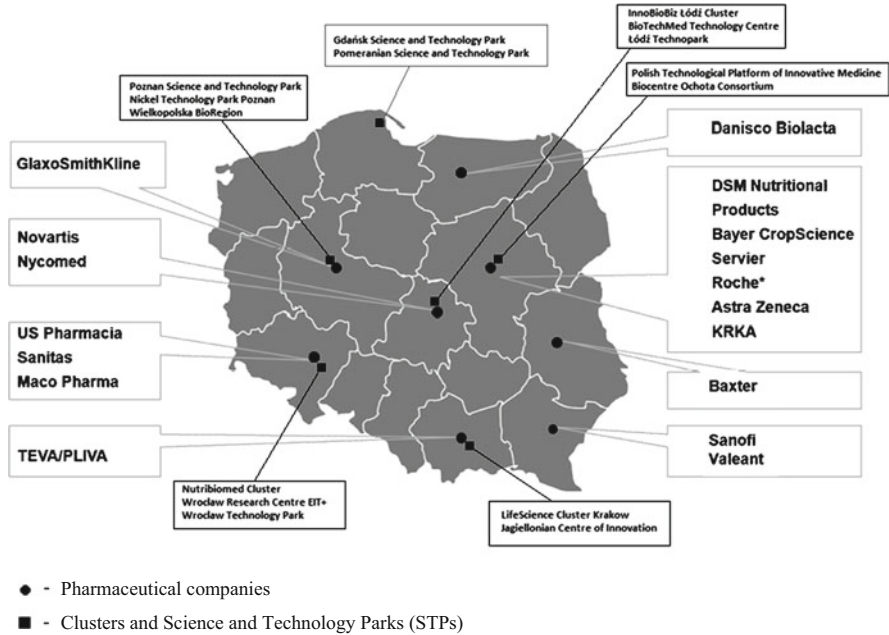 InnoBioBiz Łódź Cluster
BioTechMed Technology Centre
Łódź Technopark
Gdańsk Science and Technology Park
Pomeranian Science and Technology Park
Polish Technological Platform of Innovative Medicine
Biocentre Ochota Consortium
Poznan Science and Technology Park
Nickel Technology Park Poznan
Wielkopolska BioRegion
Danisco Biolacta
GlaxoSmithKline
DSM Nutritional
Products
Bayer CropScience
Servier
Roche*
Astra Zeneca
KRKA
Novartis
Nycomed
US Pharmacia
Sanitas
Maco Pharma
Baxter
TEVA/PLIVA
Sanofi
Valeant
Nutribiomed Cluster
Wroclaw Research Centre EIT+
Wroclaw Technology Park
LifeScience Cluster Krakow
Jagiellonian Centre of Innovation
- Pharmaceutical companies
- Clusters and Science and Technology Parks (STPs)